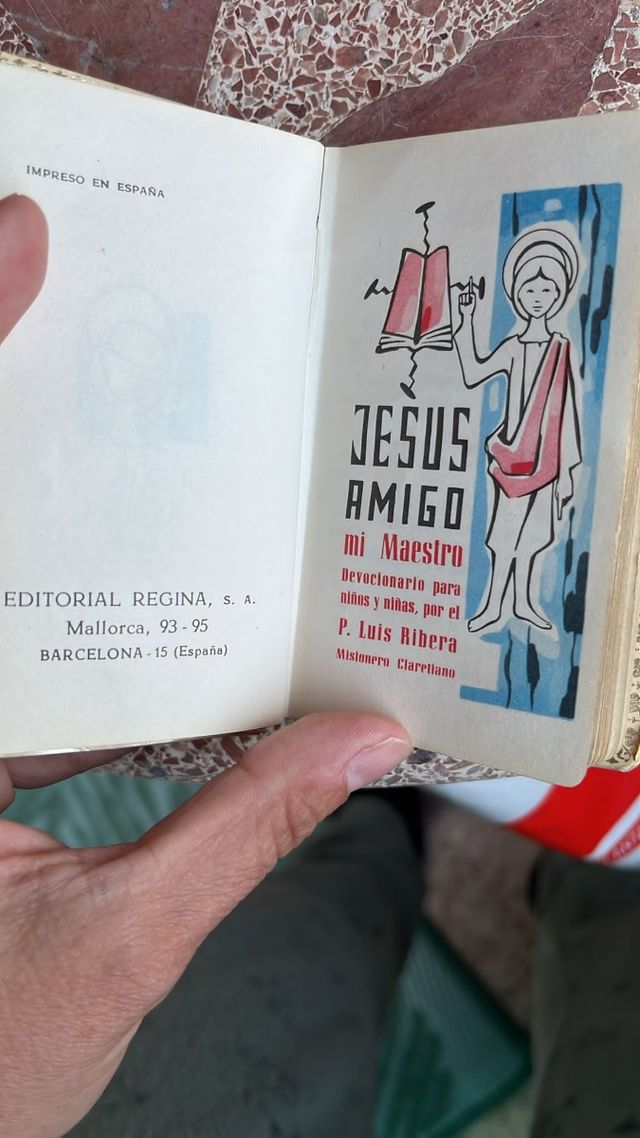 IMPRESO EN ESPAÑA
EDITORIAL REGINA, S. A.
Mallorca, 93 - 95
BARCELONA - 15 (España)
JESUS
AMIGO
mi Maestro
Devocionario para
niños y niñas, por el
P. Luis Ribera
Misionero Claretiano